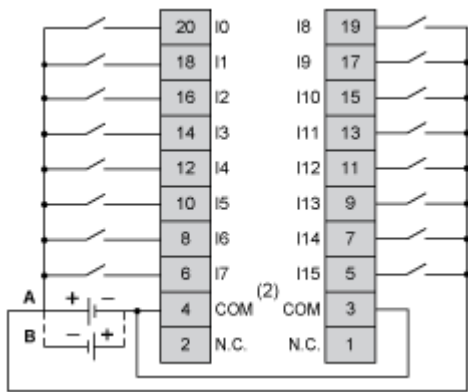 20 I0 I8 19
18 I1 I9 17
16 I2 I10 15
14 I3 I11 13
12 I4 I12 11
10 I5 I13 9
8 I6 I14 7
6 I7 I15 5
(2)
A + − 4 COM COM 3
B − + 2 N.C. N.C. 1